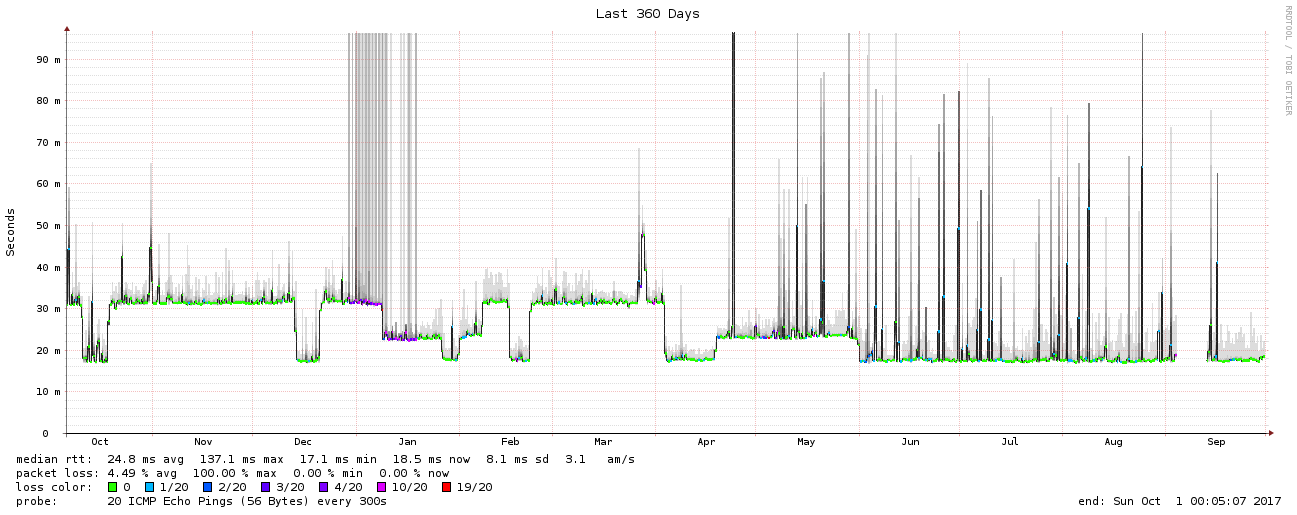 Last 360 Days
RRDTOOL / TOBI OETIKER
Seconds
90 m
80 m
70 m
60 m
50 m
40 m
30 m
20 m
10 m
0
Oct Nov Dec Jan Feb Mar Apr May Jun Jul Aug Sep
median rtt: 24.8 ms avg 137.1 ms max 17.1 ms min 18.5 ms now 8.1 ms sd 3.1 am/s
packet loss: 4.49 % avg 100.00 % max 0.00 % min 0.00 % now
loss color: 0 1/20 2/20 3/20 4/20 10/20 19/20
probe: 20 ICMP Echo Pings (56 Bytes) every 300s end: Sun Oct 1 00:05:07 2017